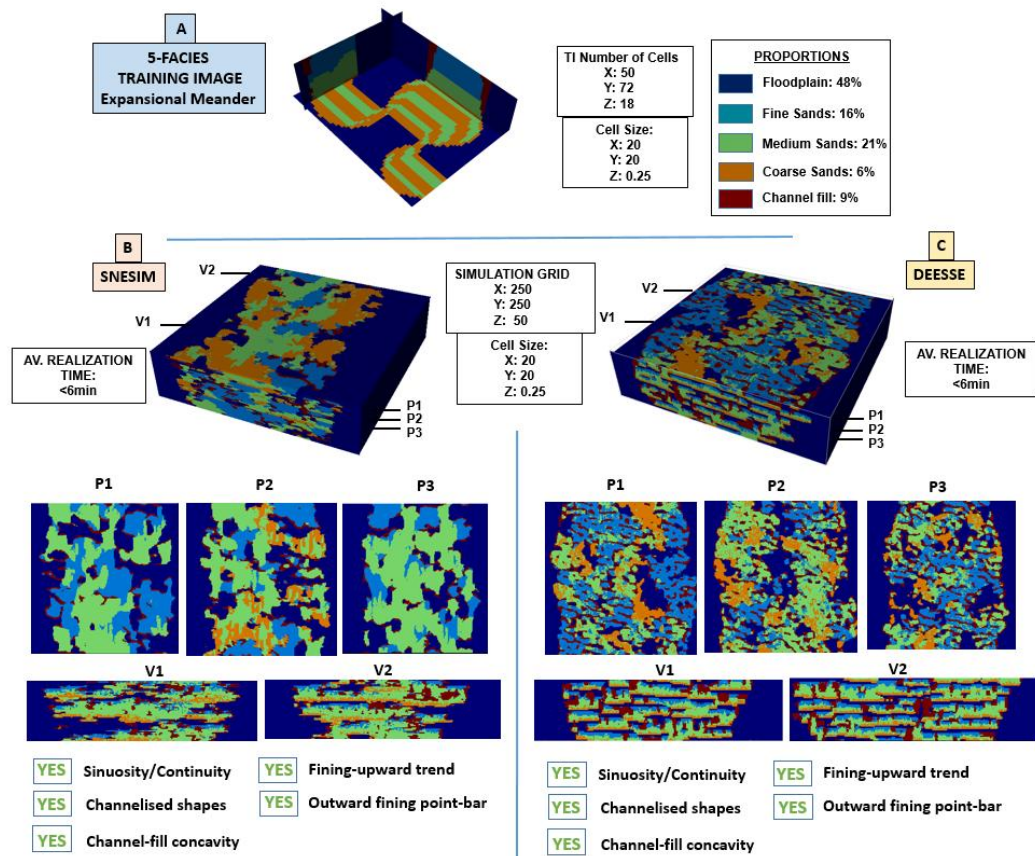 A
5-FACIES
TRAINING IMAGE
Expansional Meander
TI Number of Cells
X: 50
Y: 72
Z: 18
Cell Size:
X: 20
Y: 20
Z: 0.25
PROPORTIONS
Floodplain: 48%
Fine Sands: 16%
Medium Sands: 21%
Coarse Sands: 6%
Channel fill: 9%
B
SNESIM
V2
V1
AV. REALIZATION
TIME:
<6min
P1
P2
P3
SIMULATION GRID
X: 250
Y: 250
Z: 50
Cell Size:
X: 20
Y: 20
Z: 0.25
C
DEESSE
V2
V1
AV. REALIZATION
TIME:
<6min
P1
P2
P3
P1
P2
P3
V1
V2
YES Sinuosity/Continuity
YES Fining-upward trend
YES Channelised shapes
YES Outward fining point-bar
YES Channel-fill concavity
P1
P2
P3
V1
V2
YES Sinuosity/Continuity
YES Fining-upward trend
YES Channelised shapes
YES Outward fining point-bar
YES Channel-fill concavity